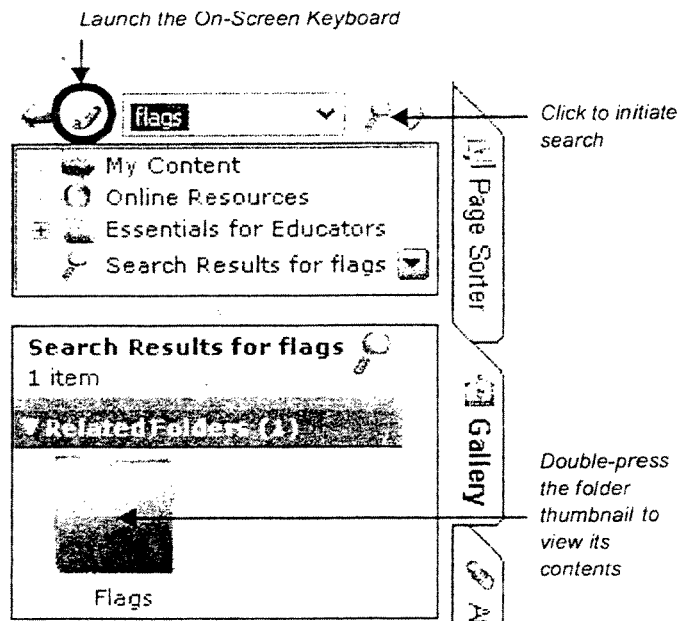 Launch the On-Screen Keyboard
flags
Click to initiate
search
My Content
Online Resources
Essentials for Educators
Search Results for flags
Page Sorter
Search Results for flags
1 item
Related Folders (1)
Gallery
Double-press
the folder
thumbnail to
view its
contents
Flags